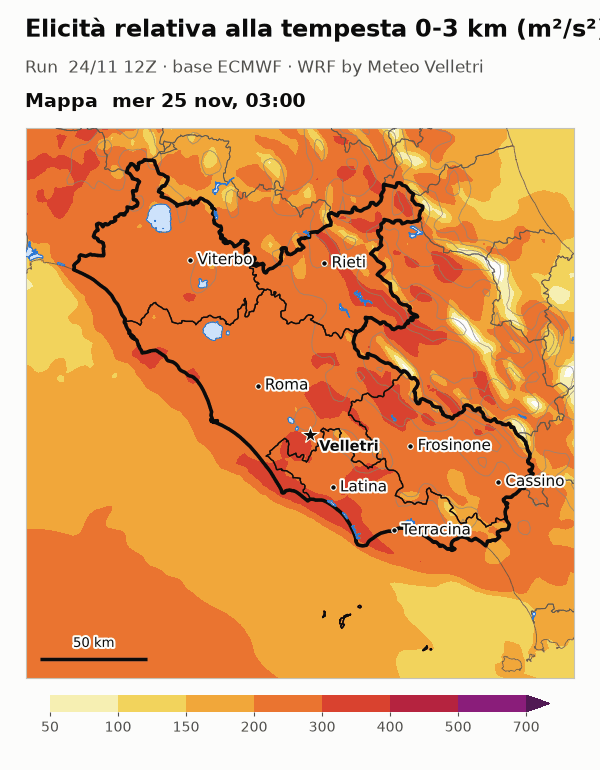 Elicità relativa alla tempesta 0-3 km (m²/s²)
Run 24/11 12Z · base ECMWF · WRF by Meteo Velletri
Mappa mer 25 nov, 03:00
Viterbo
Rieti
Roma
Velletri
Frosinone
Latina
Cassino
Terracina
50 km
50 100 150 200 300 400 500 700